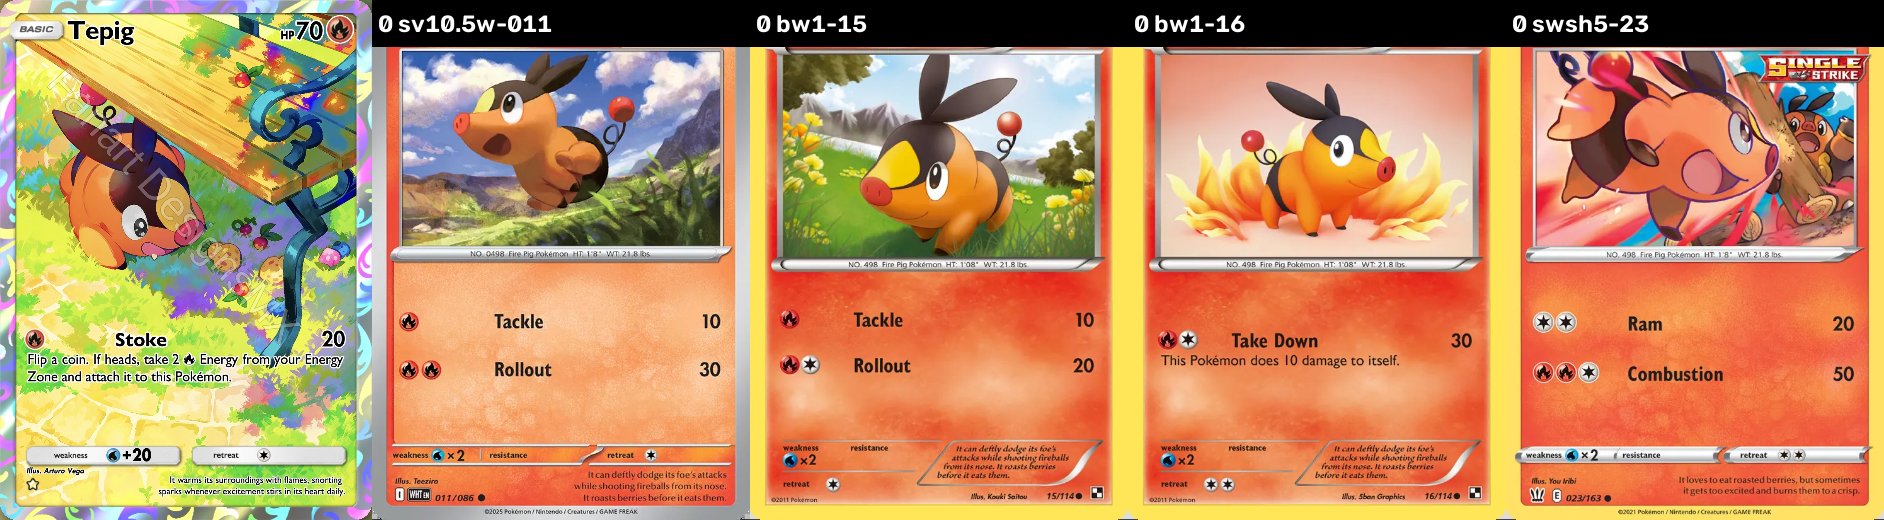 BASIC Tepig HP70
Fanart Design
Stoke 20
Flip a coin. If heads, take 2 Energy from your Energy
Zone and attach it to this Pokémon.
weakness +20 retreat
Illus. Arturo Vega
It warms its surroundings with flames, snorting
sparks whenever excitement stirs in its heart daily.
0 sv10.5w-011
NO. 0498 Fire Pig Pokémon HT: 1'8" WT: 21.8 lbs.
Tackle 10
Rollout 30
weakness ×2 resistance retreat
Illus. Teeziro
It can deftly dodge its foe's attacks
while shooting fireballs from its nose.
It roasts berries before it eats them.
I WHT EN 011/086
©2025 Pokémon / Nintendo / Creatures / GAME FREAK
0 bw1-15
NO. 498 Fire Pig Pokémon HT: 1'08" WT: 21.8 lbs.
Tackle 10
Rollout 20
weakness resistance
×2
retreat
It can deftly dodge its foe's
attacks while shooting fireballs
from its nose. It roasts berries
before it eats them.
©2011 Pokémon
Illus. Kouki Saitou 15/114
0 bw1-16
NO. 498 Fire Pig Pokémon HT: 1'08" WT: 21.8 lbs.
Take Down 30
This Pokémon does 10 damage to itself.
weakness resistance
×2
retreat
It can deftly dodge its foe's
attacks while shooting fireballs
from its nose. It roasts berries
before it eats them.
©2011 Pokémon
Illus. 5ban Graphics 16/114
0 swsh5-23
SINGLE
STRIKE
NO. 498 Fire Pig Pokémon HT: 1'8" WT: 21.8 lbs.
Ram 20
Combustion 50
weakness ×2 resistance retreat
Illus. You Iribi
It loves to eat roasted berries, but sometimes
it gets too excited and burns them to a crisp.
E 023/163
©2021 Pokémon / Nintendo / Creatures / GAME FREAK